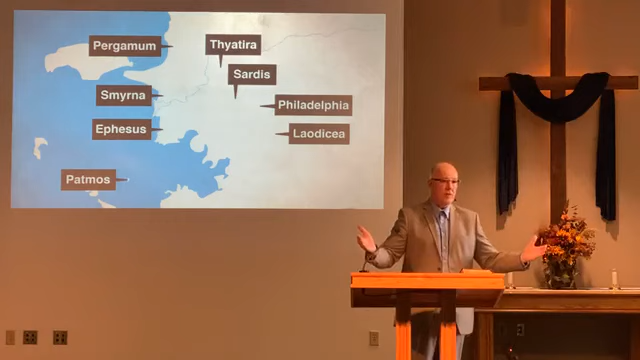 Pergamum
Thyatira
Sardis
Smyrna
Philadelphia
Ephesus
Laodicea
Patmos